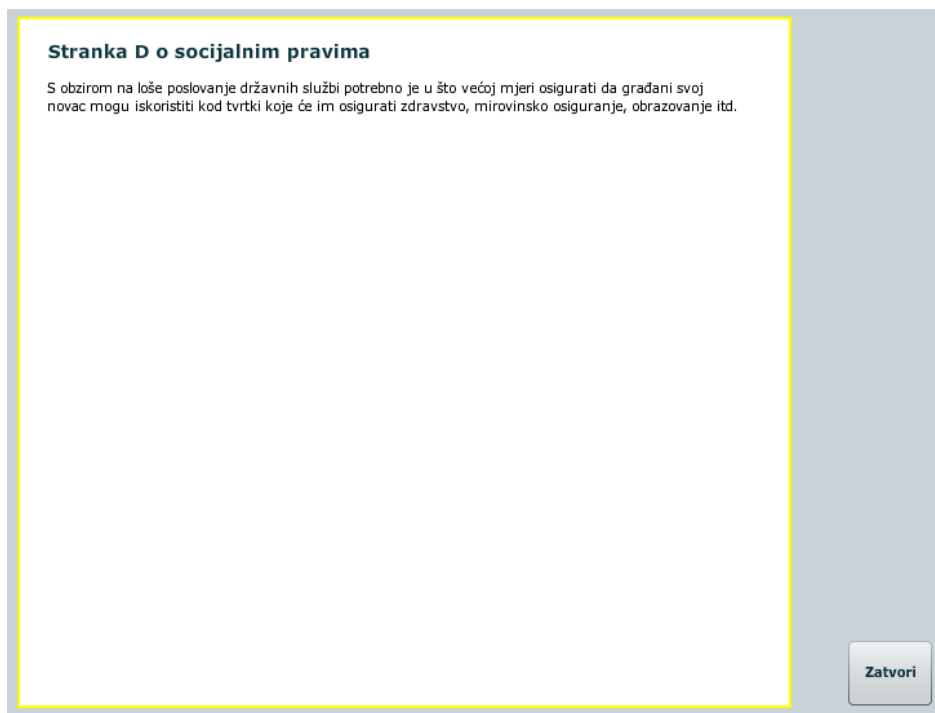 Stranka D o socijalnim pravima
S obzirom na loše poslovanje državnih službi potrebno je u što većoj mjeri osigurati da građani svoj
novac mogu iskoristiti kod tvrtki koje će im osigurati zdravstvo, mirovinsko osiguranje, obrazovanje itd.
Zatvori